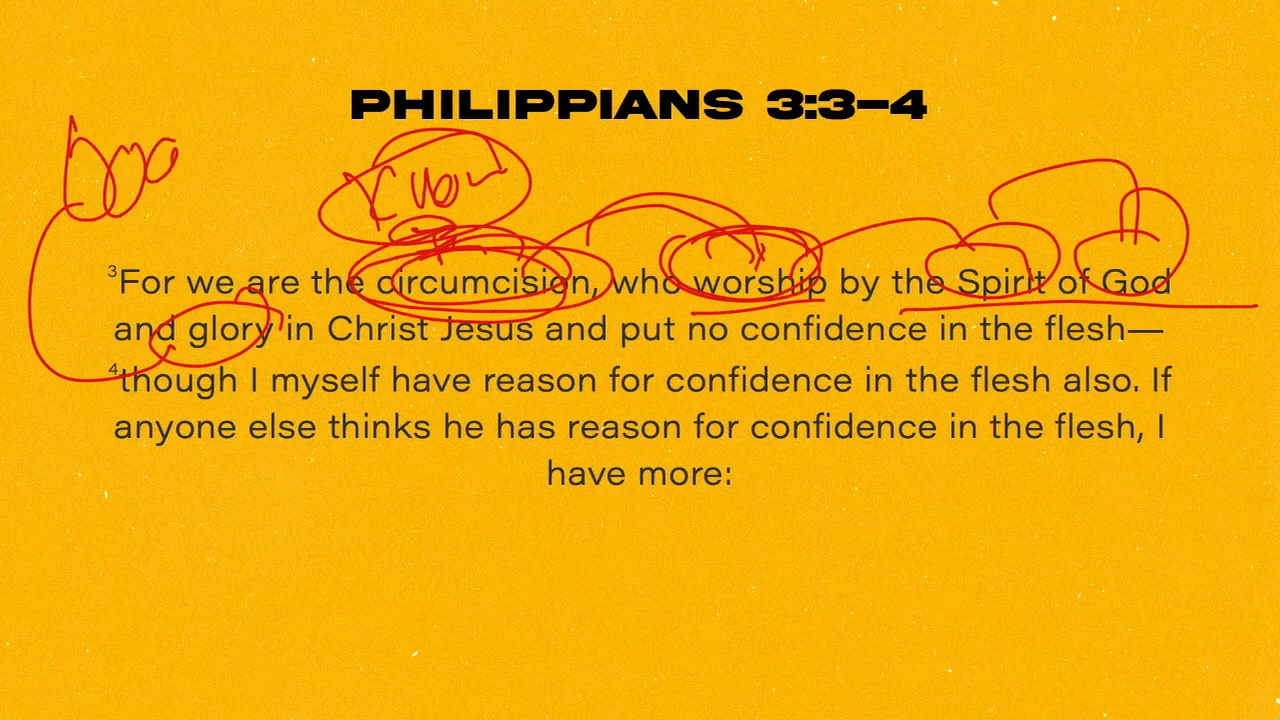 PHILIPPIANS 3:3–4
³For we are the circumcision, who worship by the Spirit of God
and glory in Christ Jesus and put no confidence in the flesh—
⁴though I myself have reason for confidence in the flesh also. If
anyone else thinks he has reason for confidence in the flesh, I
have more: